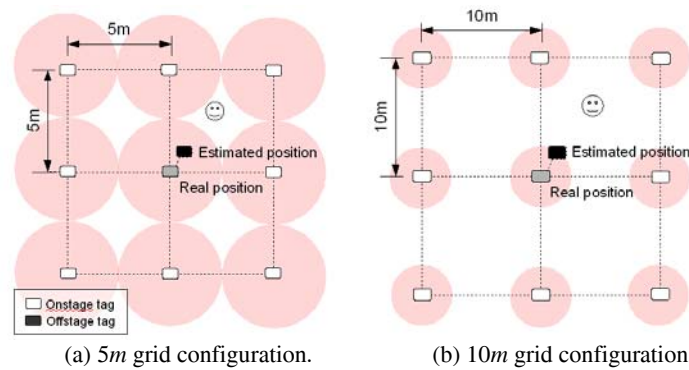 5m
5m
Estimated position
Real position
Onstage tag
Offstage tag
(a) 5m grid configuration.
10m
10m
Estimated position
Real position
(b) 10m grid configuration